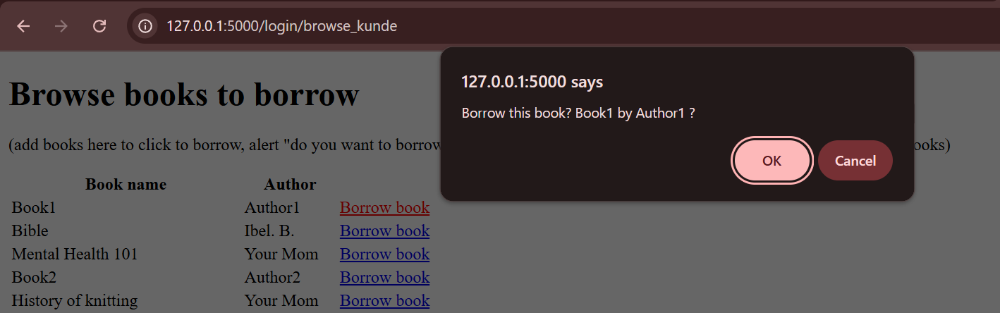 127.0.0.1:5000/login/browse_kunde
Browse books to borrow
127.0.0.1:5000 says
Borrow this book? Book1 by Author1 ?
OK Cancel
(add books here to click to borrow, alert "do you want to borrow
Book name Author
Book1 Author1 Borrow book
Bible Ibel. B. Borrow book
Mental Health 101 Your Mom Borrow book
Book2 Author2 Borrow book
History of knitting Your Mom Borrow book